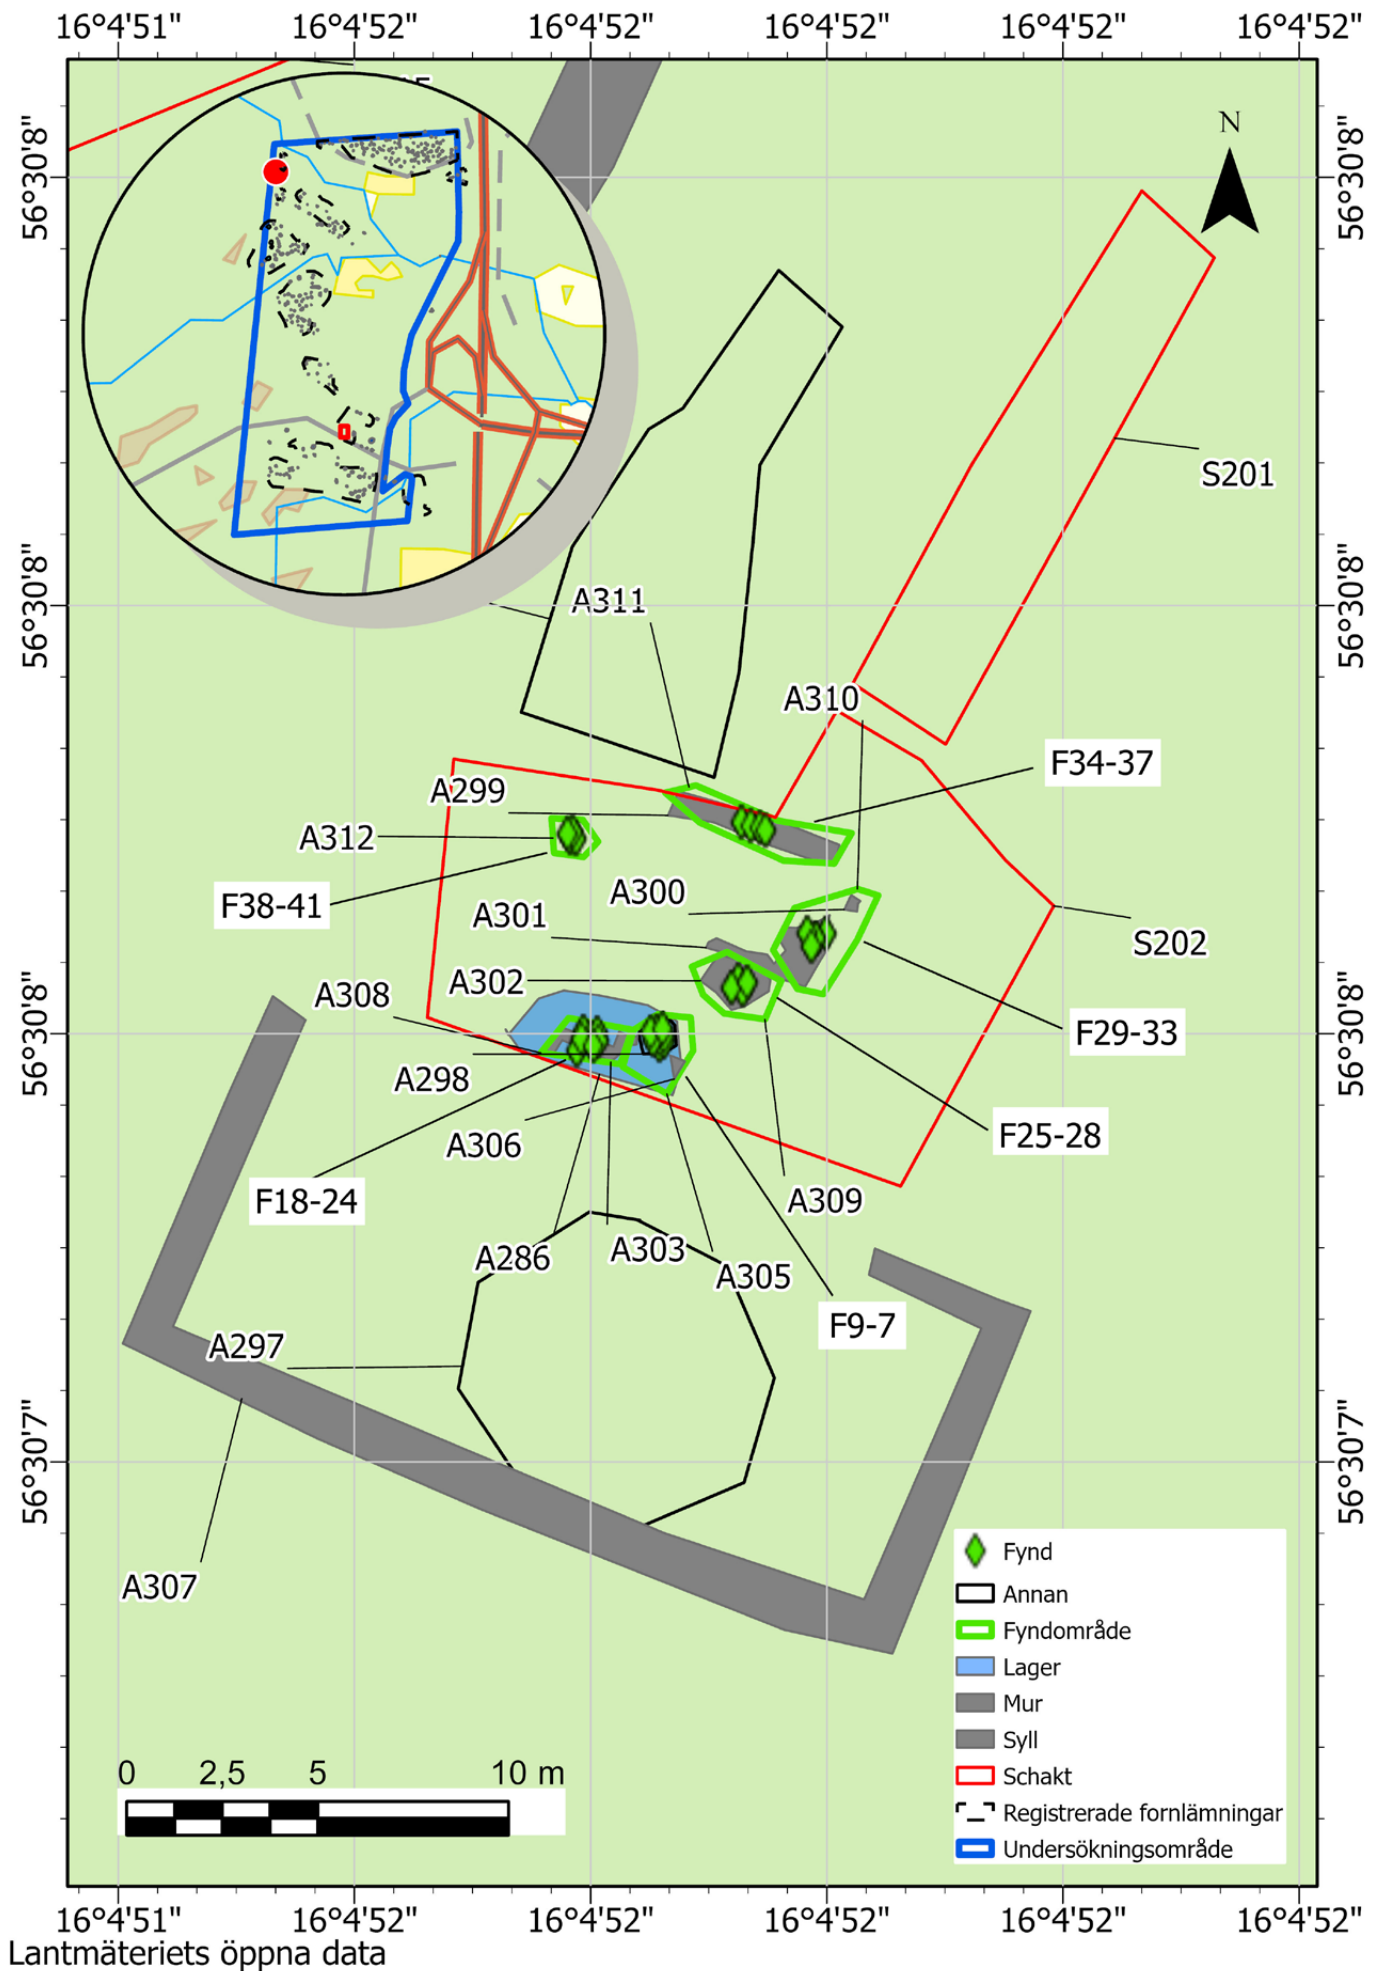 16°4'51" 16°4'52" 16°4'52" 16°4'52" 16°4'52" 16°4'52"
56°30'8" 56°30'8"
N
S201
56°30'8" 56°30'8"
A311
A310
F34-37
A299
A312
F38-41
A300
A301
S202
A302
A308
56°30'8" 56°30'8"
F29-33
A298
F25-28
A306
F18-24
A309
A286
A303
A305
F9-7
A297
56°30'7" 56°30'7"
A307
Fynd
Annan
Fyndområde
Lager
Mur
Syll
Schakt
Registrerade fornlämningar
Undersökningsområde
0 2,5 5 10 m
16°4'51" 16°4'52" 16°4'52" 16°4'52" 16°4'52" 16°4'52"
Lantmäteriets öppna data